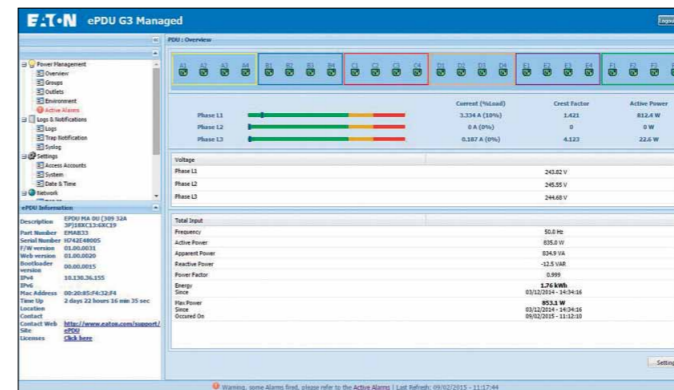 EATON ePDU G3 Managed
Logout
PDU : Overview
A1 A2 A3 A4 B1 B2 B3 B4 C1 C2 C3 C4 D1 D2 D3 D4 E1 E2 E3 E4 F1 F2 F3
Power Management
Overview
Groups
Outlets
Environment
Active Alarms
Logs & Notifications
Logs
Trap Notification
Syslog
Settings
Access Accounts
System
Date & Time
Network
ePDU Information
Description EPDU MA 0U (309 32A 3P)18XC13:6XC19
Part Number EMAB33
Serial Number H742E48005
F/W version 01.00.0031
Web version 01.00.0020
Bootloader version 00.00.0015
IPv4 10.130.36.155
IPv6
Mac Address 00:20:85:F4:32:F4
Time Up 2 days 22 hours 16 min 35 sec
Location
Contact
Contact Web Site http://www.eaton.com/support/ePDU
Licenses Click here
Current (%Load) Crest Factor Active Power
Phase L1 3.334 A (10%) 1.421 812.4 W
Phase L2 0 A (0%) 0 0 W
Phase L3 0.187 A (0%) 4.123 22.6 W
Voltage
Phase L1 243.82 V
Phase L2 245.55 V
Phase L3 244.68 V
Total Input
Frequency 50.0 Hz
Active Power 835.0 W
Apparent Power 834.9 VA
Reactive Power -12.5 VAR
Power Factor 0.999
Energy 1.76 kWh
Since 03/12/2014 - 14:34:16
Max Power 853.1 W
Since 03/12/2014 - 14:34:16
Occured On 09/02/2015 - 11:12:10
Setting
Warning, some Alarms fired, please refer to the Active Alarms | Last Refresh: 09/02/2015 - 11:17:44